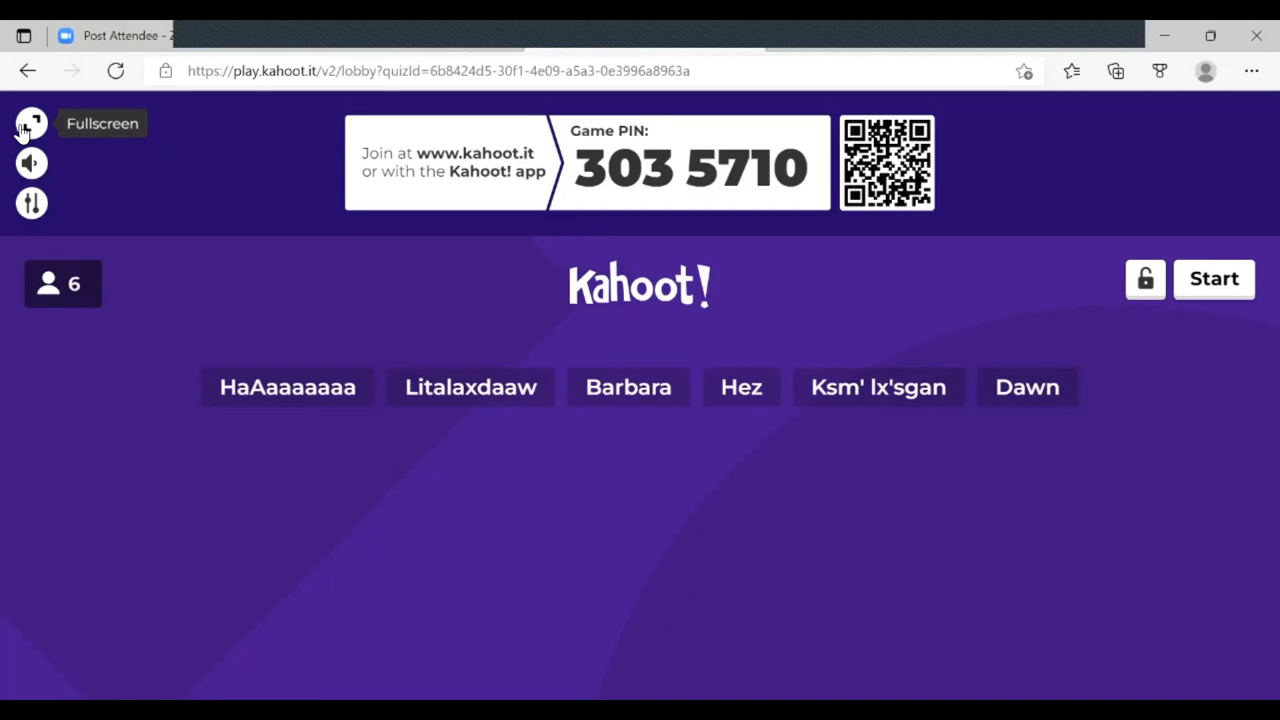 Post Attendee - Z
https://play.kahoot.it/v2/lobby?quizId=6b8424d5-30f1-4e09-a5a3-0e3996a8963a
Fullscreen
Join at www.kahoot.it
or with the Kahoot! app
Game PIN:
303 5710
6
Kahoot!
Start
HaAaaaaaaa
Litalaxdaaw
Barbara
Hez
Ksm' lx'sgan
Dawn